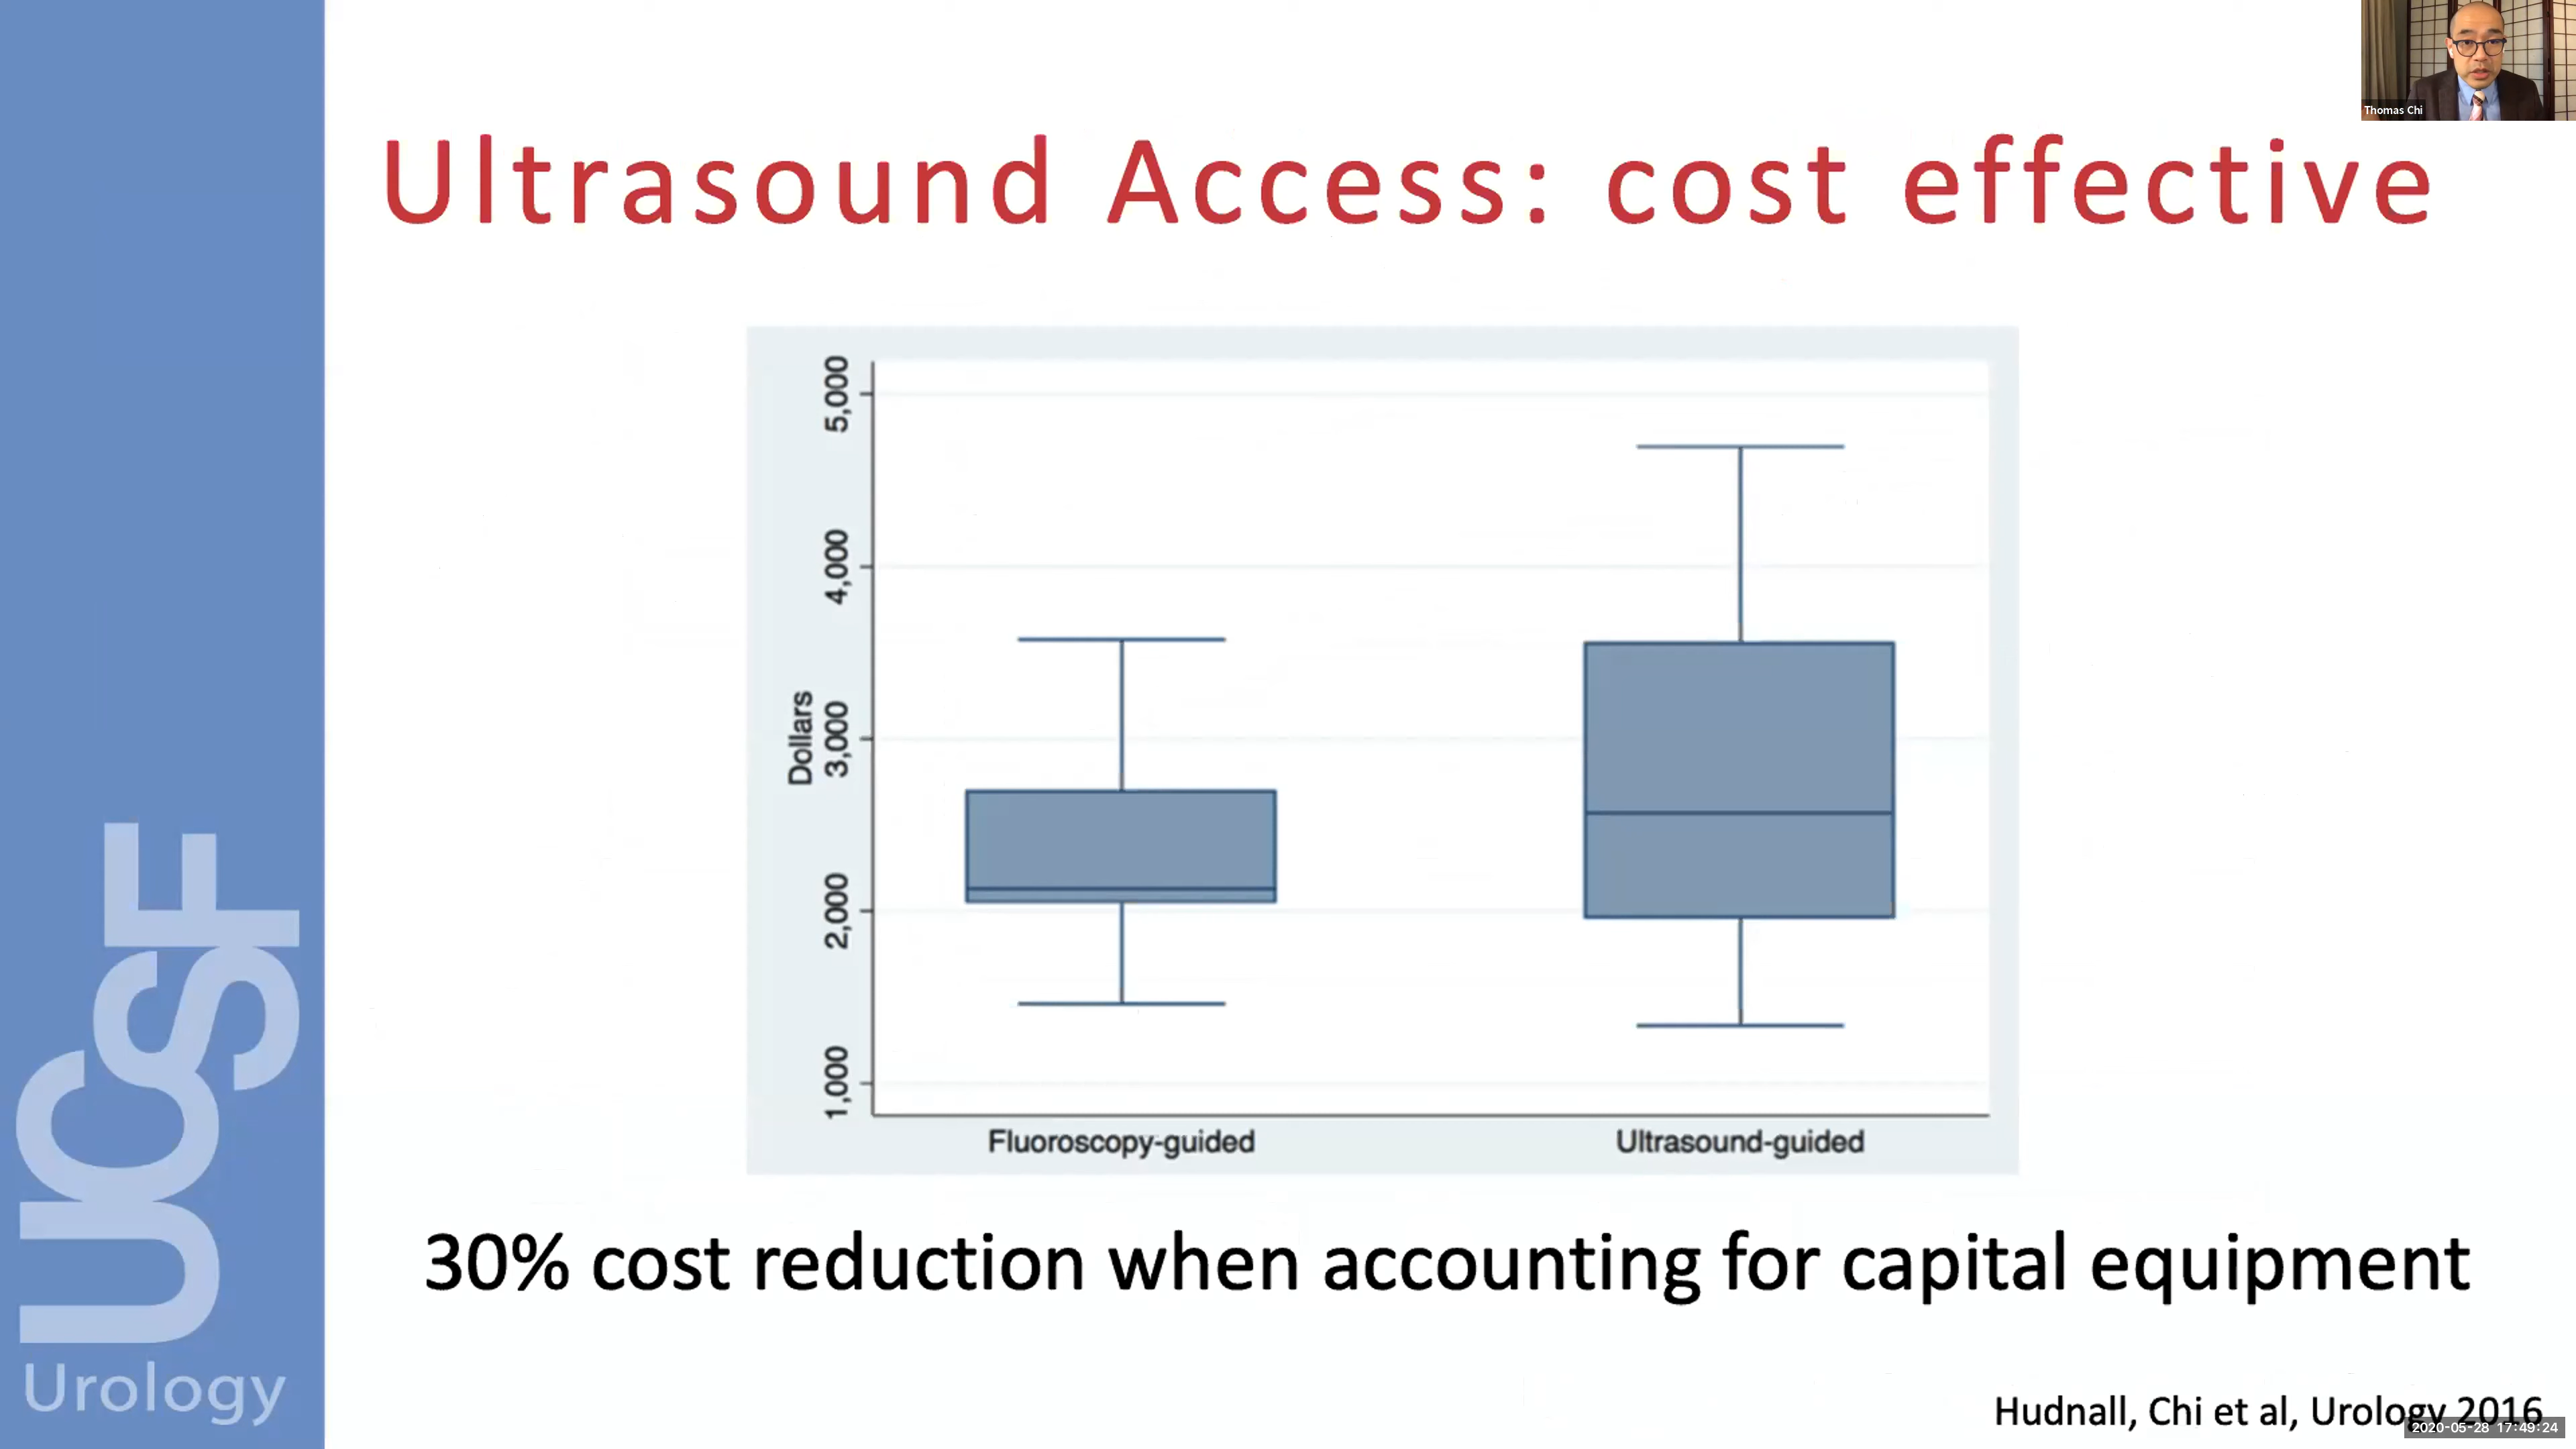 Thomas Chi
Ultrasound Access: cost effective
5,000
4,000
3,000
2,000
1,000
Dollars
Fluoroscopy-guided
Ultrasound-guided
30% cost reduction when accounting for capital equipment
UCSF
Urology
Hudnall, Chi et al, Urology 2016
2020-05-28 17:49:24